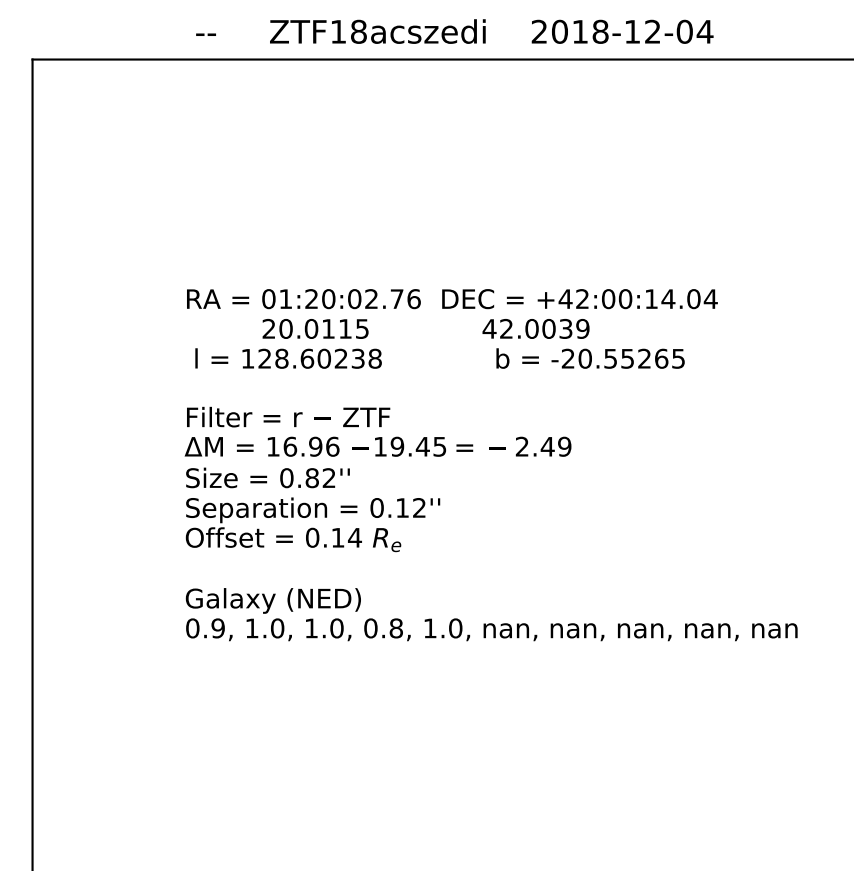 -- ZTF18acszedi 2018-12-04
RA = 01:20:02.76 DEC = +42:00:14.04
20.0115 42.0039
l = 128.60238 b = -20.55265
Filter = r − ZTF
ΔM = 16.96 −19.45 = − 2.49
Size = 0.82''
Separation = 0.12''
Offset = 0.14 Re
Galaxy (NED)
0.9, 1.0, 1.0, 0.8, 1.0, nan, nan, nan, nan, nan